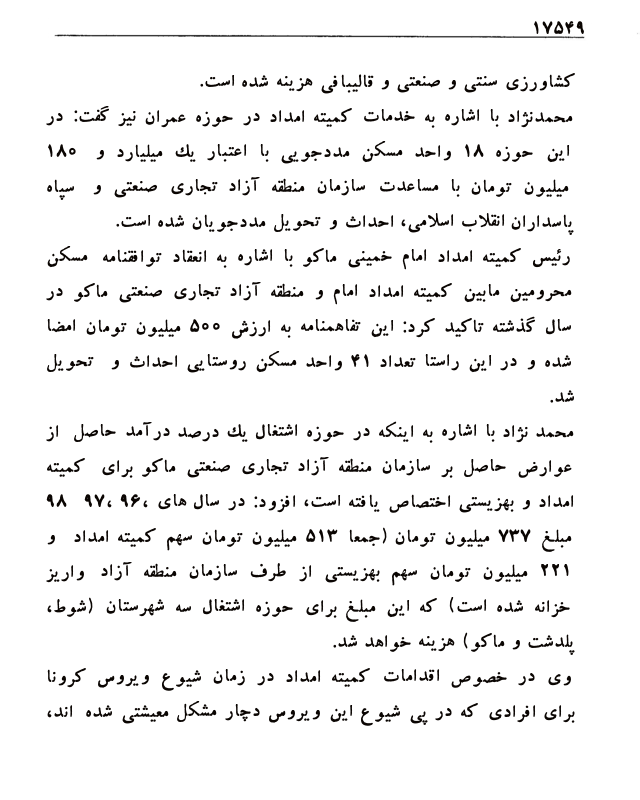 ۱۷۵۴۹
کشاورزی سنتی و صنعتی و قالیبافی هزینه شده است.
محمدنژاد با اشاره به خدمات کمیته امداد در حوزه عمران نیز گفت: در
این حوزه ۱۸ واحد مسکن مددجویی با اعتبار یك میلیارد و ۱۸۰
میلیون تومان با مساعدت سازمان منطقه آزاد تجاری صنعتی و سپاه
پاسداران انقلاب اسلامی، احداث و تحویل مددجویان شده است.
رئیس کمیته امداد امام خمینی ماکو با اشاره به انعقاد توافقنامه مسکن
محرومین مابین کمیته امداد امام و منطقه آزاد تجاری صنعتی ماکو در
سال گذشته تاکید کرد: این تفاهمنامه به ارزش ۵۰۰ میلیون تومان امضا
شده و در این راستا تعداد ۴۱ واحد مسکن روستایی احداث و تحویل
شد.
محمد نژاد با اشاره به اینکه در حوزه اشتغال یك درصد درآمد حاصل از
عوارض حاصل بر سازمان منطقه آزاد تجاری صنعتی ماکو برای کمیته
امداد و بهزیستی اختصاص یافته است، افزود: در سال های ،۹۶ ،۹۷ ۹۸
مبلغ ۷۳۷ میلیون تومان (جمعا ۵۱۳ میلیون تومان سهم کمیته امداد و
۲۲۱ میلیون تومان سهم بهزیستی از طرف سازمان منطقه آزاد واریز
خزانه شده است) که این مبلغ برای حوزه اشتغال سه شهرستان (شوط،
پلدشت و ماکو) هزینه خواهد شد.
وی در خصوص اقدامات کمیته امداد در زمان شیوع ویروس کرونا
برای افرادی که در پی شیوع این ویروس دچار مشکل معیشتی شده اند،